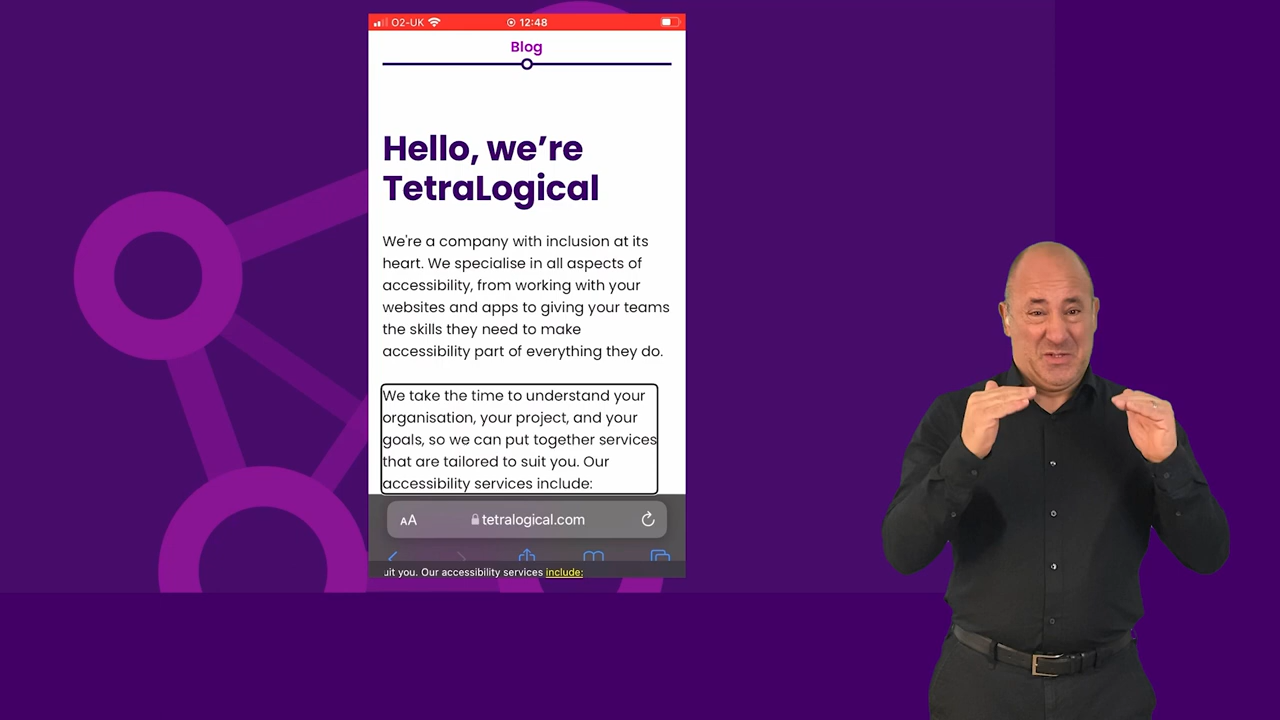 O2-UK 12:48
Blog
Hello, we’re
TetraLogical
We're a company with inclusion at its
heart. We specialise in all aspects of
accessibility, from working with your
websites and apps to giving your teams
the skills they need to make
accessibility part of everything they do.
We take the time to understand your
organisation, your project, and your
goals, so we can put together services
that are tailored to suit you. Our
accessibility services include:
AA tetralogical.com
uit you. Our accessibility services include: